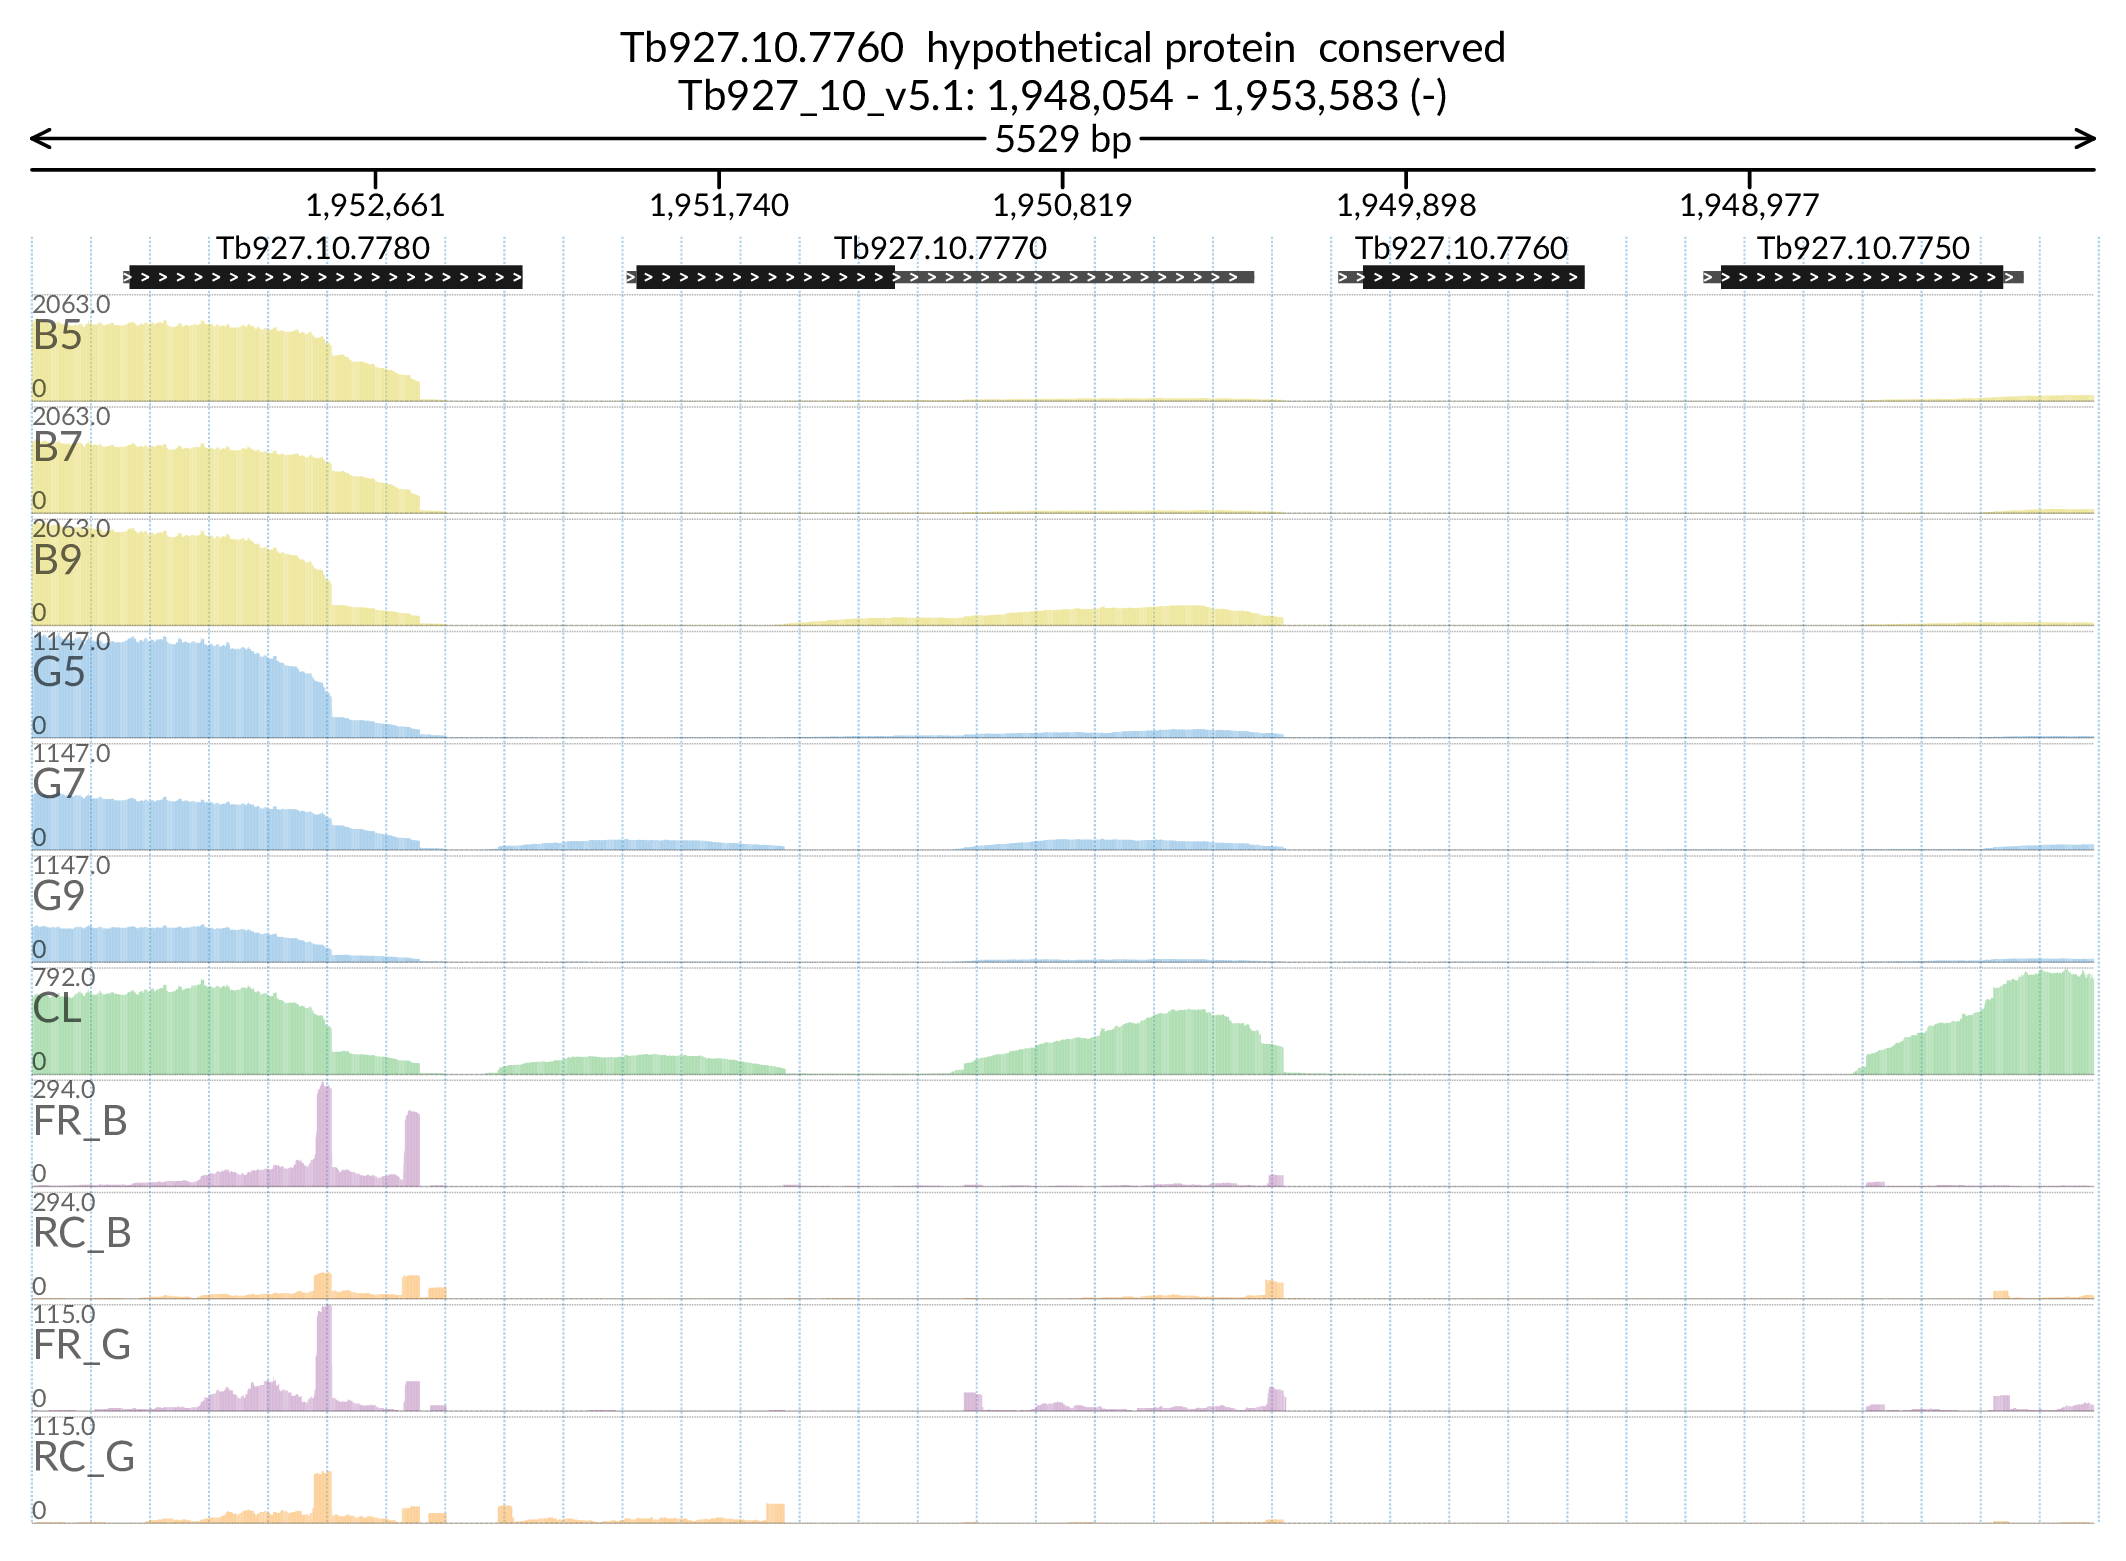 Tb927.10.7760 hypothetical protein conserved
Tb927_10_v5.1: 1,948,054 - 1,953,583 (-)
5529 bp
1,952,661 1,951,740 1,950,819 1,949,898 1,948,977
Tb927.10.7780 Tb927.10.7770 Tb927.10.7760 Tb927.10.7750
2063.0
B5
0
2063.0
B7
0
2063.0
B9
0
1147.0
G5
0
1147.0
G7
0
1147.0
G9
0
792.0
CL
0
294.0
FR_B
0
294.0
RC_B
0
115.0
FR_G
0
115.0
RC_G
0